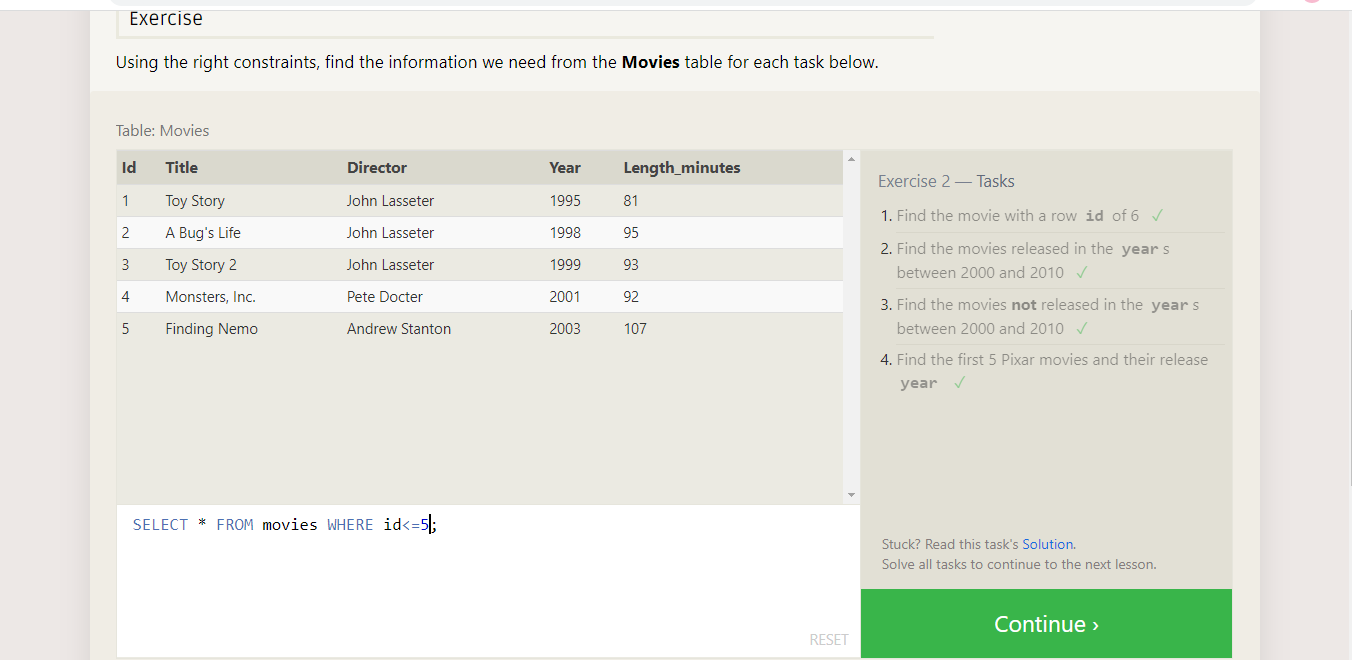 Exercise
Using the right constraints, find the information we need from the Movies table for each task below.
Table: Movies
Id Title Director Year Length_minutes
1 Toy Story John Lasseter 1995 81
2 A Bug's Life John Lasseter 1998 95
3 Toy Story 2 John Lasseter 1999 93
4 Monsters, Inc. Pete Docter 2001 92
5 Finding Nemo Andrew Stanton 2003 107
SELECT * FROM movies WHERE id<=5;
RESET
Exercise 2 — Tasks
1. Find the movie with a row id of 6 ✓
2. Find the movies released in the year s
between 2000 and 2010 ✓
3. Find the movies not released in the year s
between 2000 and 2010 ✓
4. Find the first 5 Pixar movies and their release
year ✓
Stuck? Read this task's Solution.
Solve all tasks to continue to the next lesson.
Continue ›